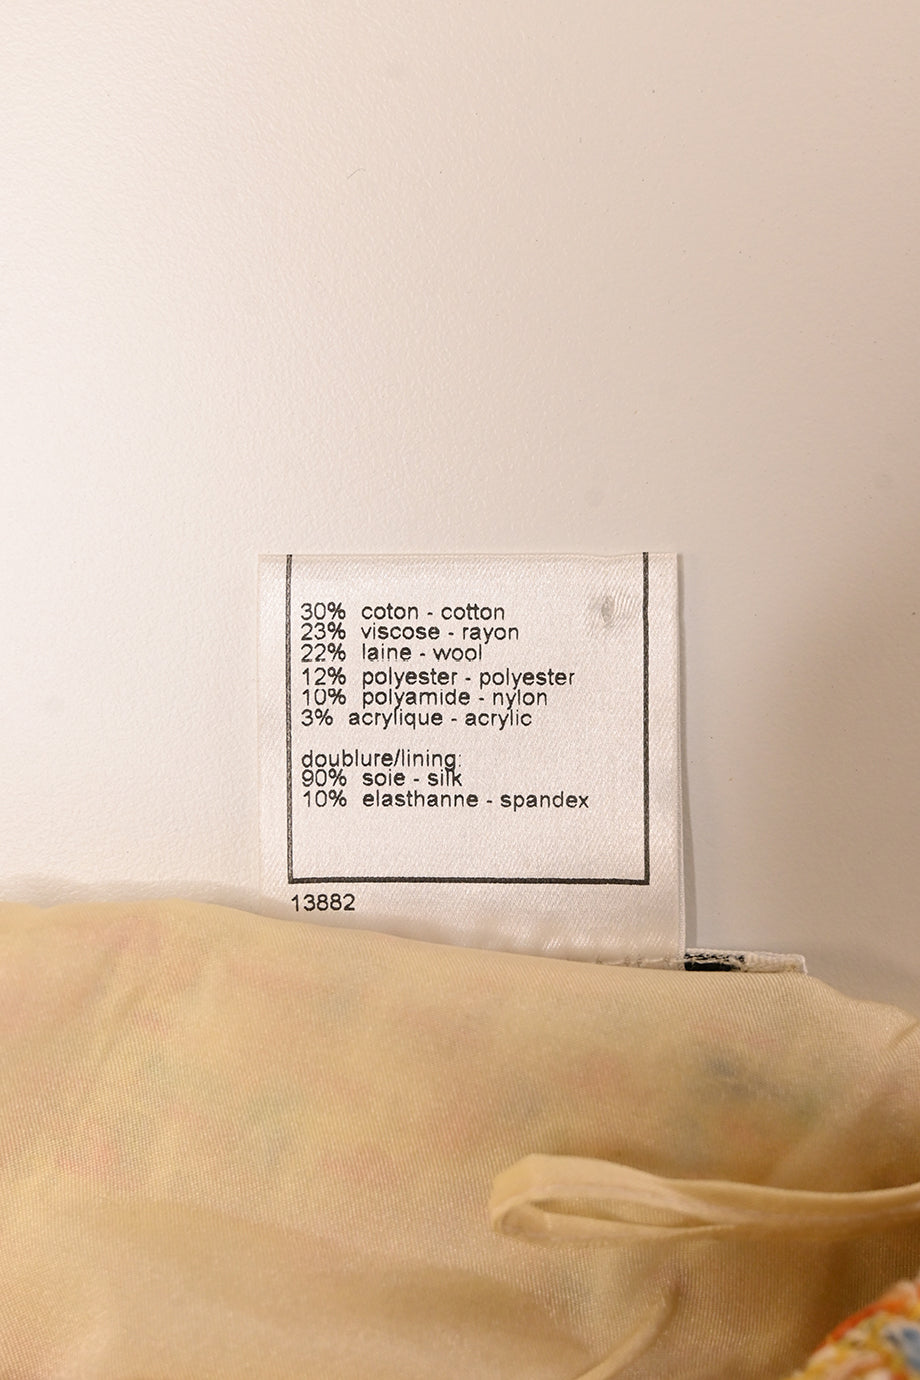 30% coton - cotton
23% viscose - rayon
22% laine - wool
12% polyester - polyester
10% polyamide - nylon
3% acrylique - acrylic
doublure/lining:
90% soie - silk
10% elasthanne - spandex
13882